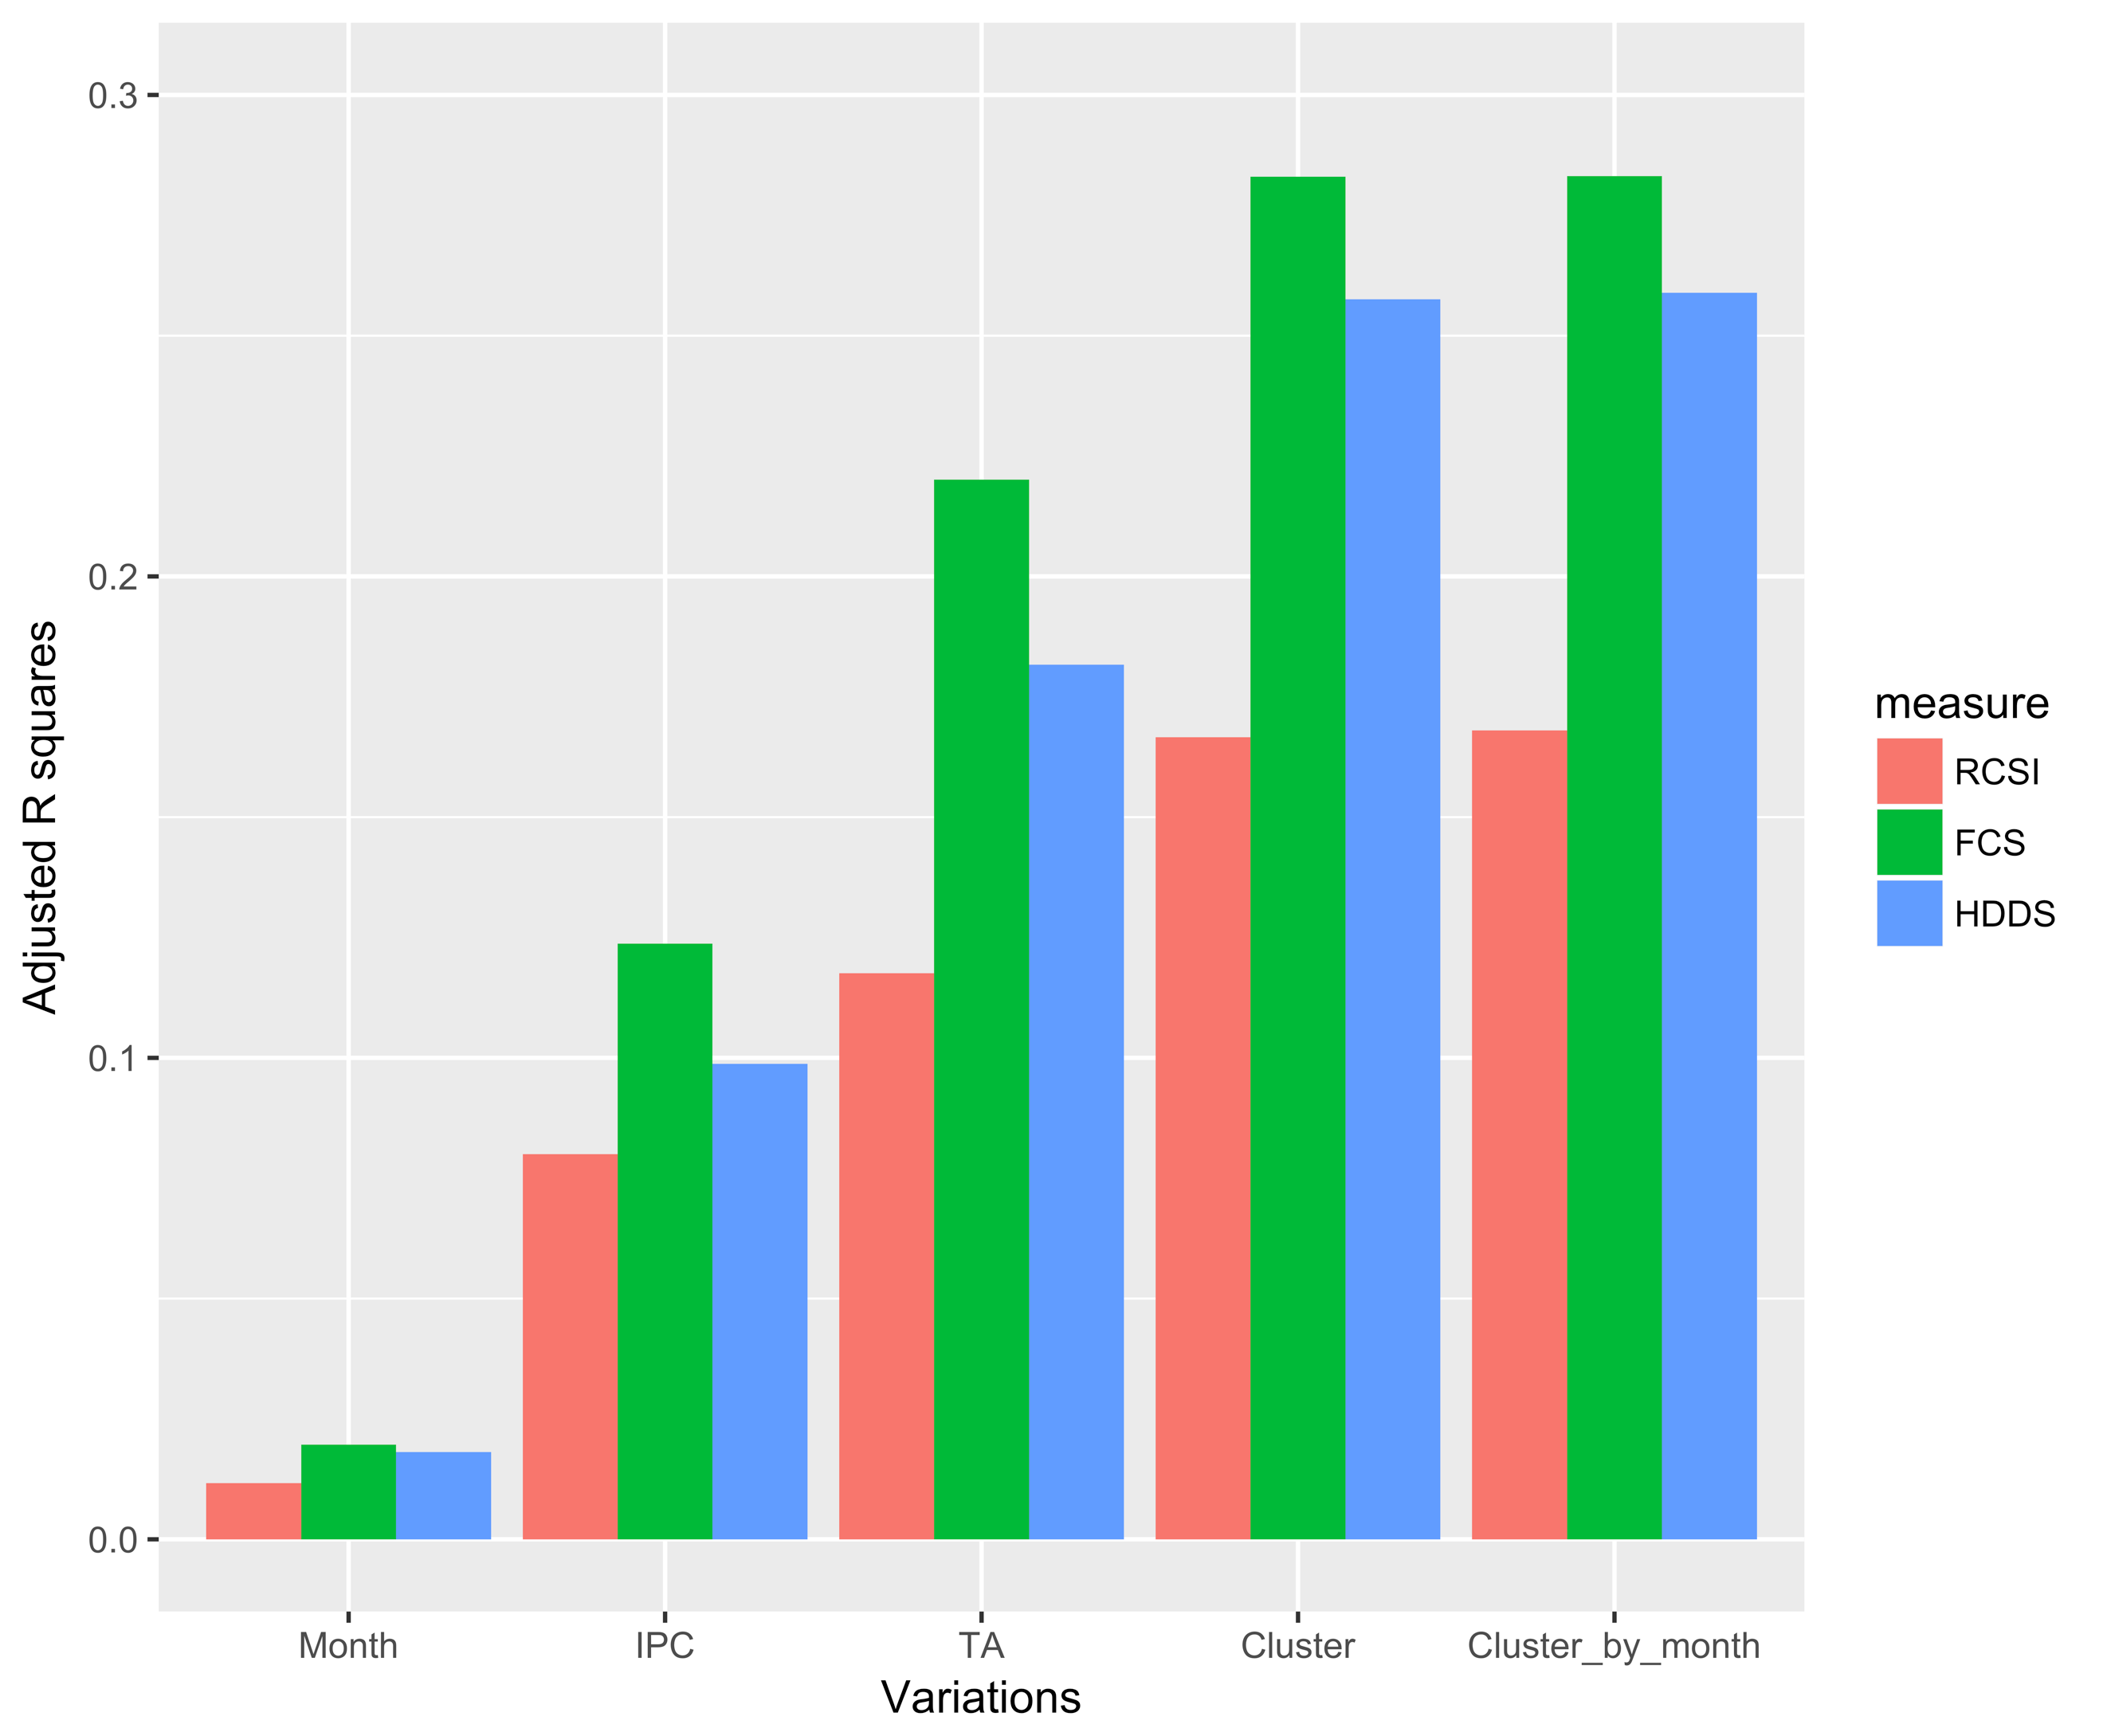 0.3
0.2
0.1
0.0
Adjusted R squares
Month IPC TA Cluster Cluster_by_month
Variations
measure
RCSI
FCS
HDDS